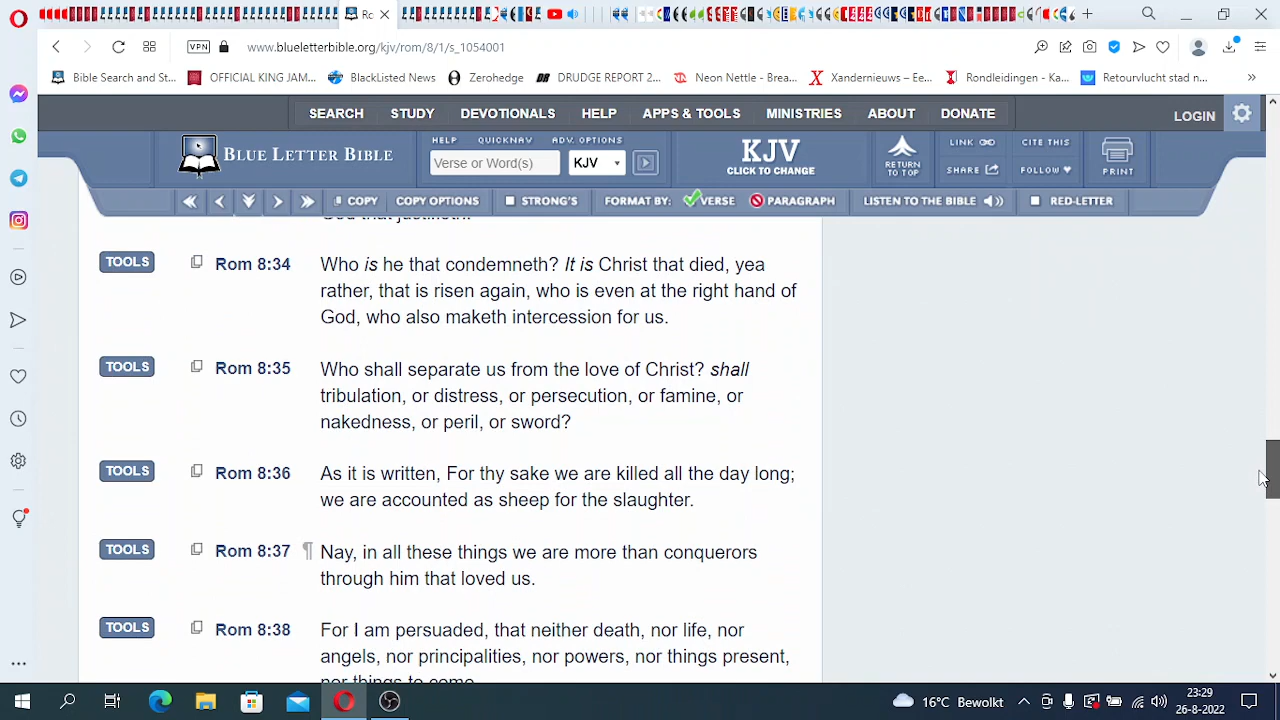 Rc
VPN
www.blueletterbible.org/kjv/rom/8/1/s_1054001
Bible Search and St...
OFFICIAL KING JAM...
BlackListed News
Zerohedge
DRUDGE REPORT 2...
Neon Nettle - Brea...
Xandernieuws – Ee...
Rondleidingen - Ka...
Retourvlucht stad n...
SEARCH STUDY DEVOTIONALS HELP APPS & TOOLS MINISTRIES ABOUT DONATE
LOGIN
BLUE LETTER BIBLE
HELP QUICKNAV ADV. OPTIONS
Verse or Word(s)
KJV
KJV
CLICK TO CHANGE
RETURN
TO TOP
LINK
CITE THIS
SHARE
FOLLOW
PRINT
COPY COPY OPTIONS STRONG'S FORMAT BY: VERSE PARAGRAPH LISTEN TO THE BIBLE RED-LETTER
God that justifieth.
TOOLS Rom 8:34 Who is he that condemneth? It is Christ that died, yea
rather, that is risen again, who is even at the right hand of
God, who also maketh intercession for us.
TOOLS Rom 8:35 Who shall separate us from the love of Christ? shall
tribulation, or distress, or persecution, or famine, or
nakedness, or peril, or sword?
TOOLS Rom 8:36 As it is written, For thy sake we are killed all the day long;
we are accounted as sheep for the slaughter.
TOOLS Rom 8:37 ¶ Nay, in all these things we are more than conquerors
through him that loved us.
TOOLS Rom 8:38 For I am persuaded, that neither death, nor life, nor
angels, nor principalities, nor powers, nor things present,
nor things to come
16°C Bewolkt
23:29
26-8-2022